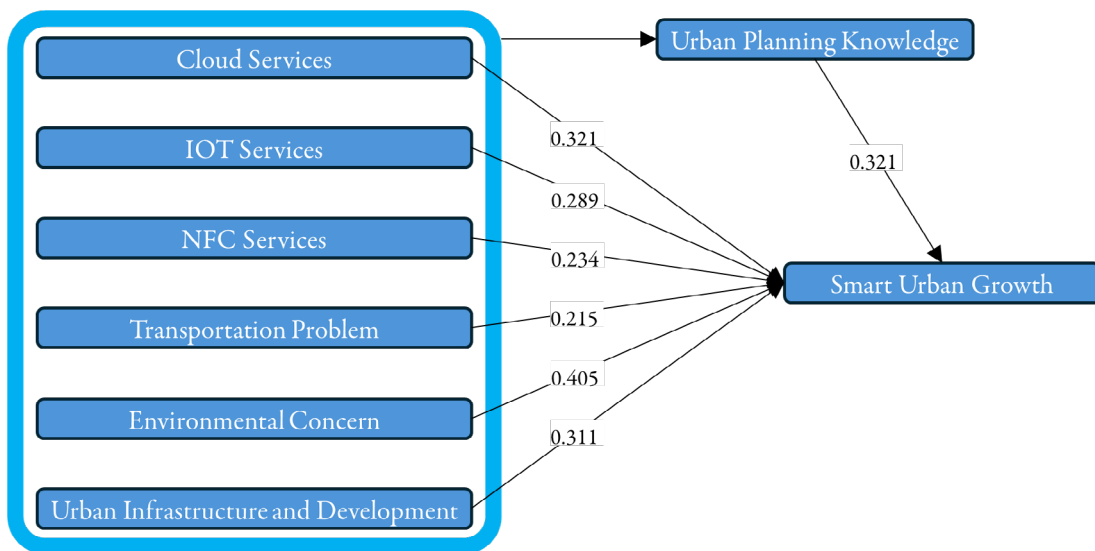 Cloud Services
Urban Planning Knowledge
0.321
IOT Services
0.321
0.289
NFC Services
0.234
Smart Urban Growth
Transportation Problem
0.215
0.405
Environmental Concern
0.311
Urban Infrastructure and Development